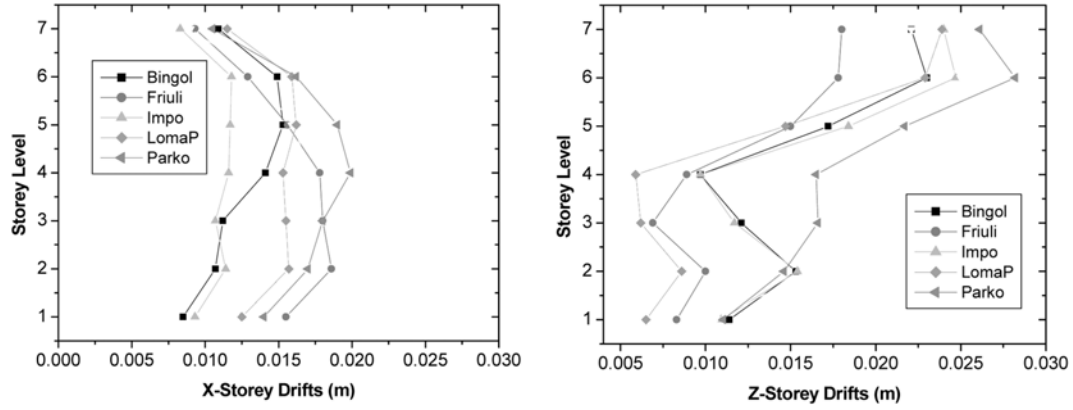 7
6
5
4
3
2
1
Storey Level
Bingol
Friuli
Impo
LomaP
Parko
0.000 0.005 0.010 0.015 0.020 0.025 0.030
X-Storey Drifts (m)
7
6
5
4
3
2
1
Storey Level
Bingol
Friuli
Impo
LomaP
Parko
0.005 0.010 0.015 0.020 0.025 0.030
Z-Storey Drifts (m)